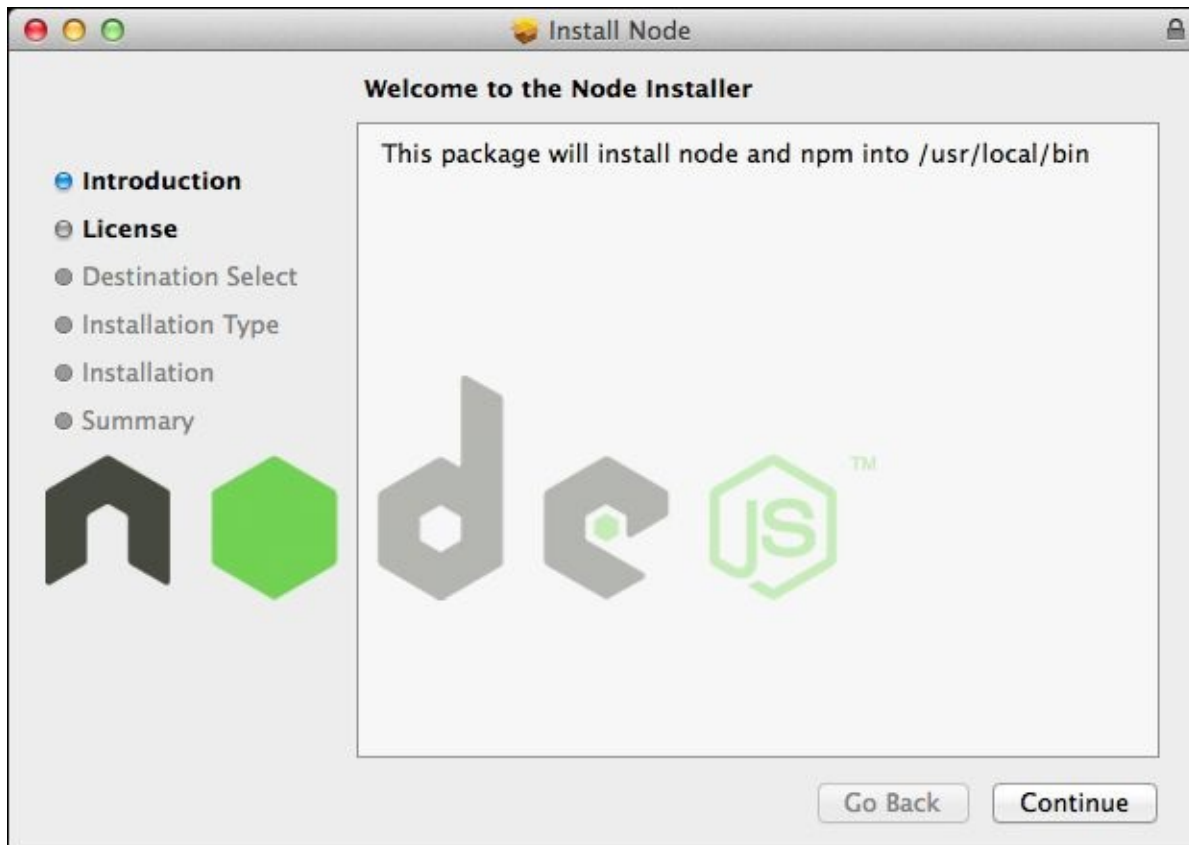 Install Node
Welcome to the Node Installer
This package will install node and npm into /usr/local/bin
Introduction
License
Destination Select
Installation Type
Installation
Summary
node JS ™
Go Back
Continue